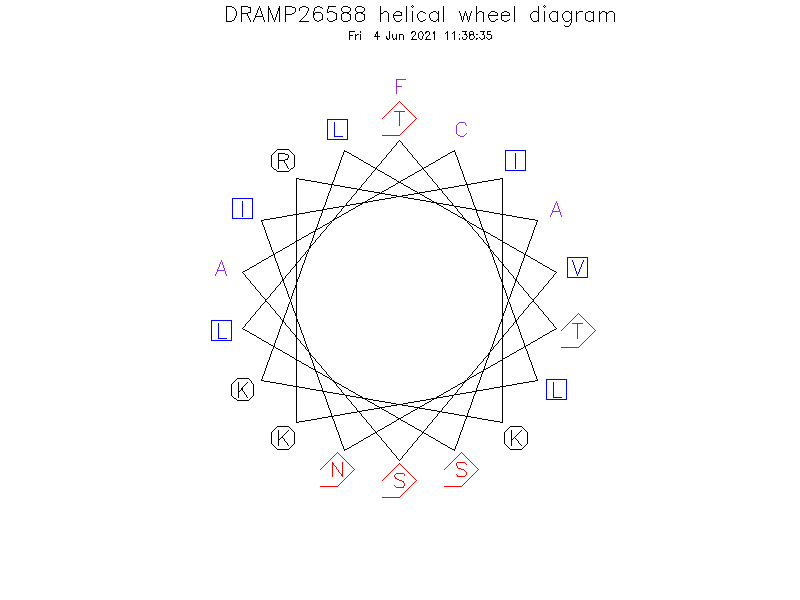 DRAMP26588 helical wheel diagram
Fri 4 Jun 2021 11:38:35
F
T
L C
R I
I A
A V
L T
K L
K K
N S S